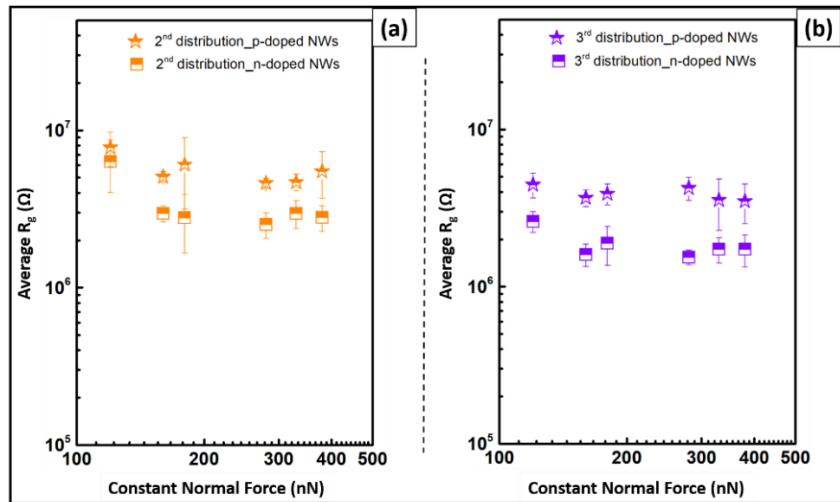 (a)
2nd distribution_p-doped NWs
2nd distribution_n-doped NWs
Average Rg (Ω)
10^7
10^6
10^5
100 200 300 400 500
Constant Normal Force (nN)
(b)
3rd distribution_p-doped NWs
3rd distribution_n-doped NWs
Average Rg (Ω)
10^7
10^6
10^5
100 200 300 400 500
Constant Normal Force (nN)